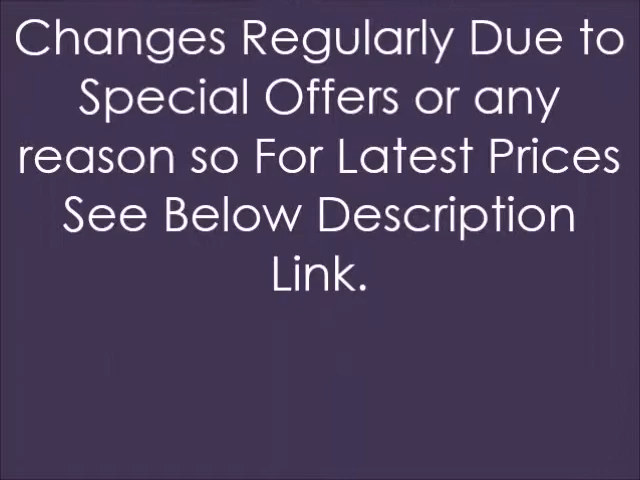 Changes Regularly Due to
Special Offers or any
reason so For Latest Prices
See Below Description
Link.